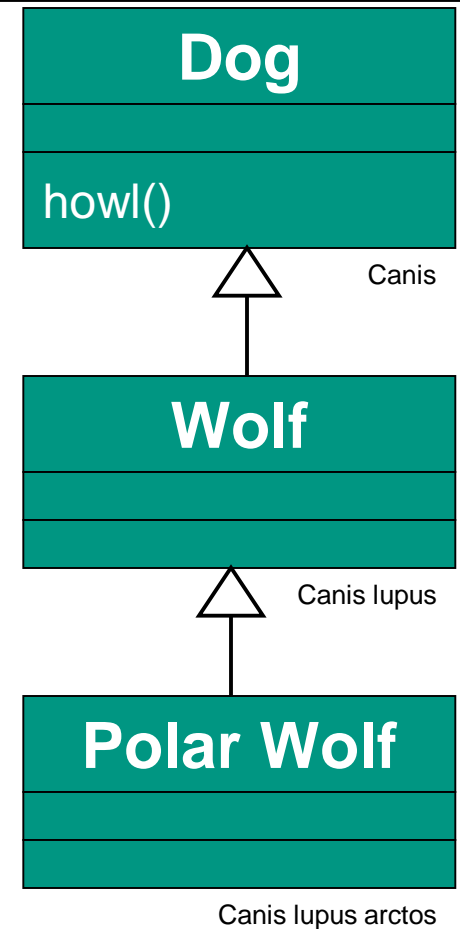 Dog
howl()
Canis
Wolf
Canis lupus
Polar Wolf
Canis lupus arctos